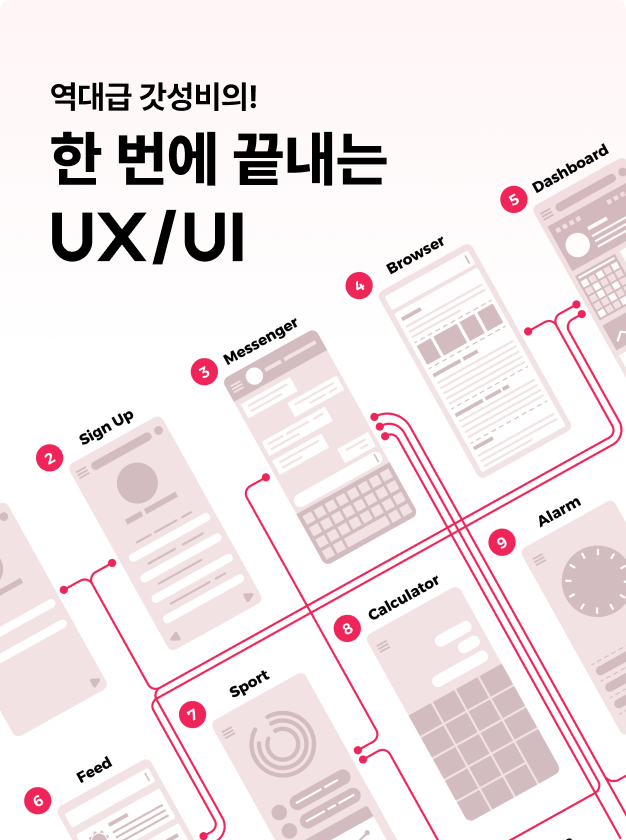 역대급 갓성비의!
한 번에 끝내는
UX/UI
5 Dashboard
4 Browser
3 Messenger
2 Sign Up
9 Alarm
8 Calculator
7 Sport
6 Feed